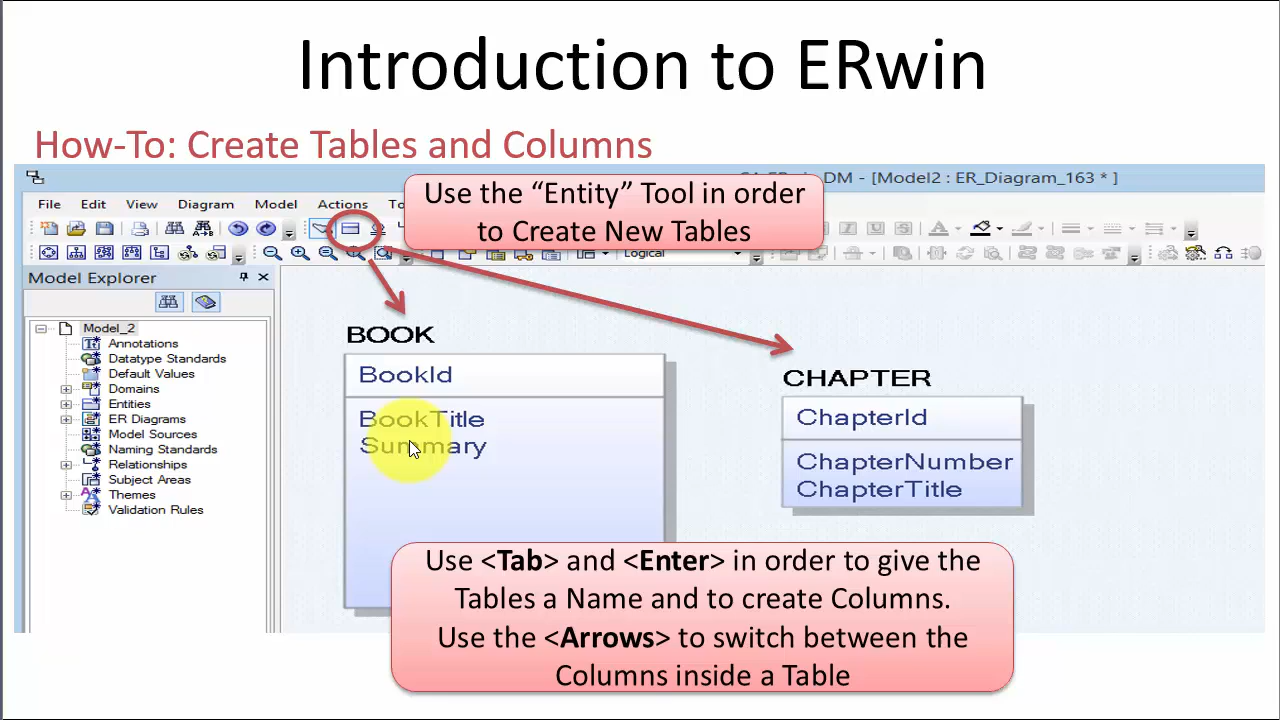 Introduction to ERwin
How-To: Create Tables and Columns
DM - [Model2 : ER_Diagram_163 * ]
File Edit View Diagram Model Actions
Use the “Entity” Tool in order
to Create New Tables
Logical
Model Explorer
Model_2
Annotations
Datatype Standards
Default Values
Domains
Entities
ER Diagrams
Model Sources
Naming Standards
Relationships
Subject Areas
Themes
Validation Rules
BOOK
BookId
BookTitle
Summary
CHAPTER
ChapterId
ChapterNumber
ChapterTitle
Use <Tab> and <Enter> in order to give the
Tables a Name and to create Columns.
Use the <Arrows> to switch between the
Columns inside a Table